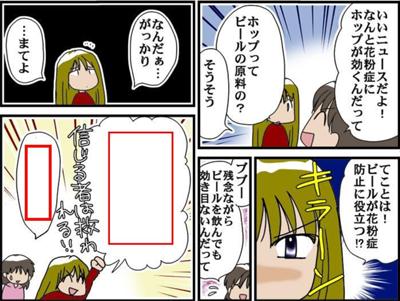 いいニュースだよ!
なんと花粉症に
ホップが効くんだって
ホップって
ビールの原料の?
そうそう
てことは!
ビールが花粉症
防止に役立つ!?
キラーン
ブブー
残念ながら
ビールを飲んでも
効き目ないんだって
なんだぁ…
がっかり
…まてよ
信じる者は救われる!!